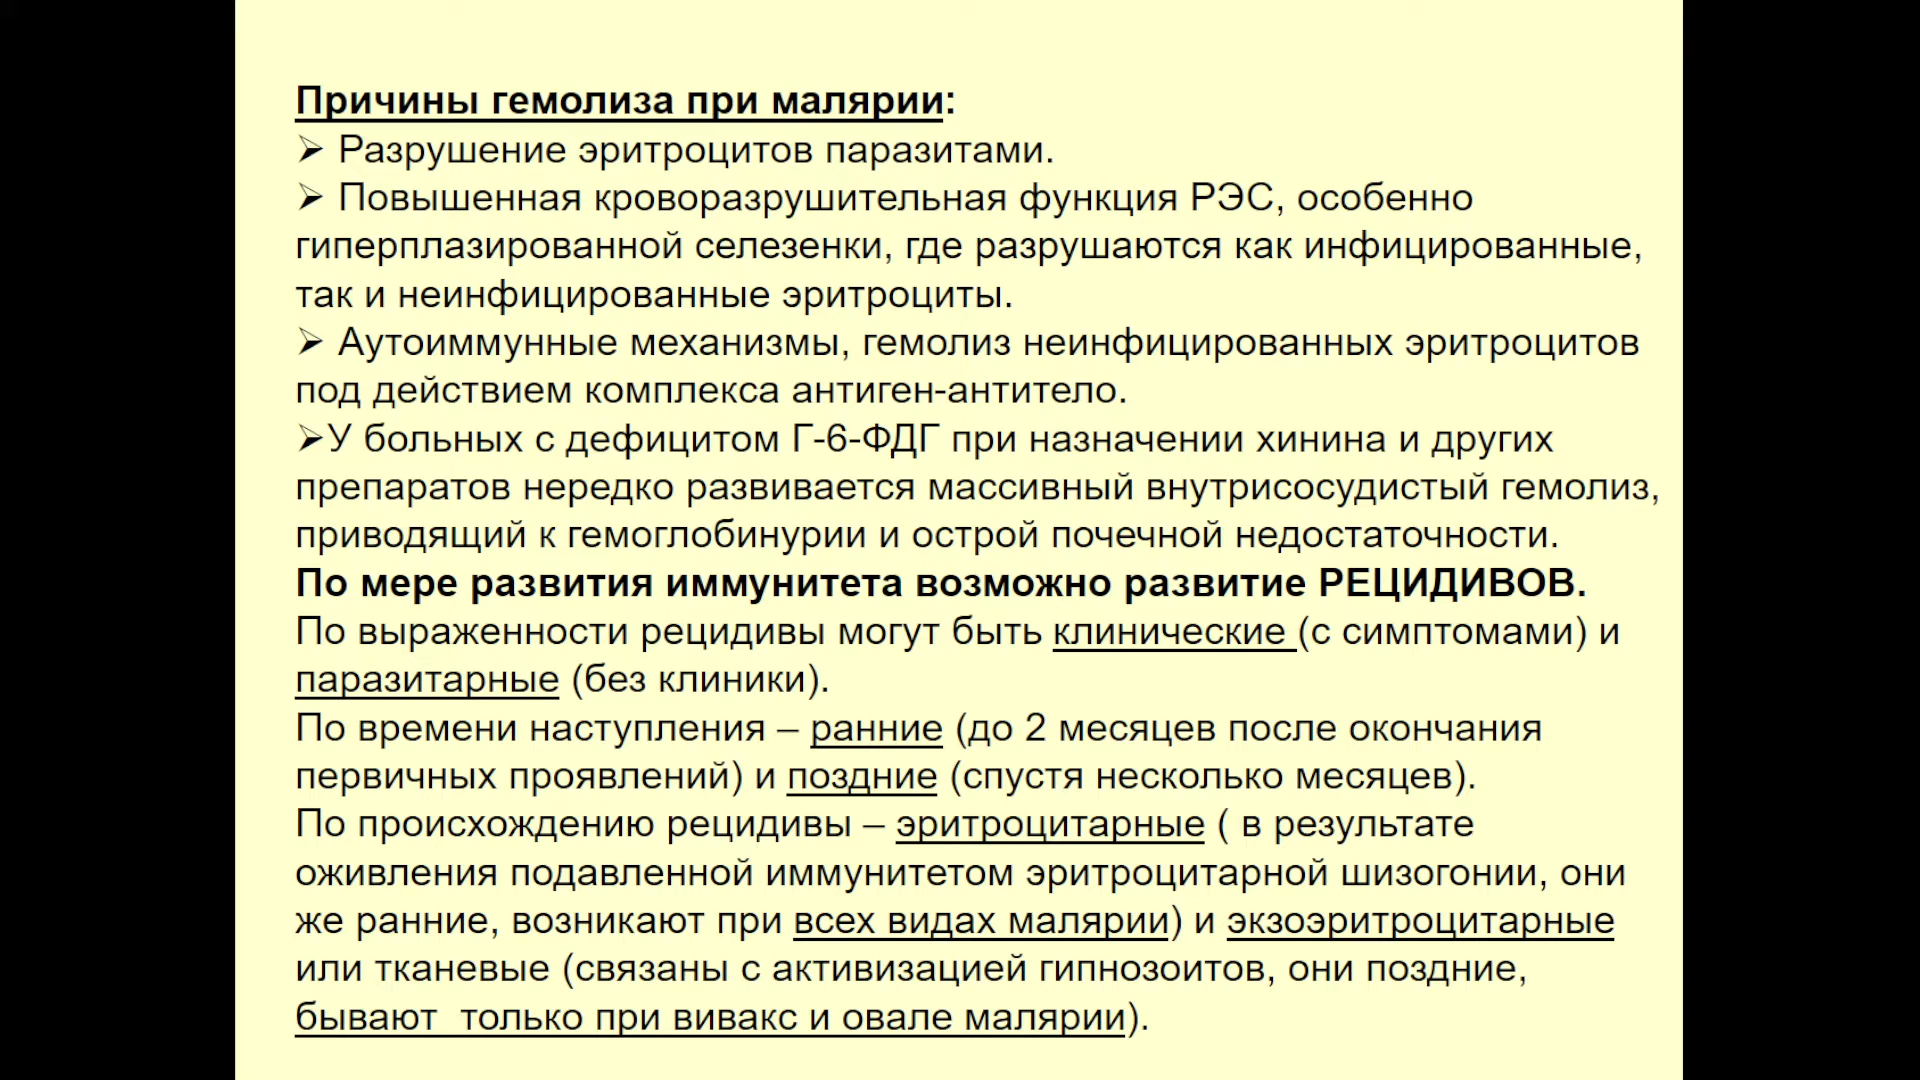 Причины гемолиза при малярии:
➢ Разрушение эритроцитов паразитами.
➢ Повышенная кроворазрушительная функция РЭС, особенно
гиперплазированной селезенки, где разрушаются как инфицированные,
так и неинфицированные эритроциты.
➢ Аутоиммунные механизмы, гемолиз неинфицированных эритроцитов
под действием комплекса антиген-антитело.
➢У больных с дефицитом Г-6-ФДГ при назначении хинина и других
препаратов нередко развивается массивный внутрисосудистый гемолиз,
приводящий к гемоглобинурии и острой почечной недостаточности.
По мере развития иммунитета возможно развитие РЕЦИДИВОВ.
По выраженности рецидивы могут быть клинические (с симптомами) и
паразитарные (без клиники).
По времени наступления – ранние (до 2 месяцев после окончания
первичных проявлений) и поздние (спустя несколько месяцев).
По происхождению рецидивы – эритроцитарные ( в результате
оживления подавленной иммунитетом эритроцитарной шизогонии, они
же ранние, возникают при всех видах малярии) и экзоэритроцитарные
или тканевые (связаны с активизацией гипнозоитов, они поздние,
бывают  только при вивакс и овале малярии).